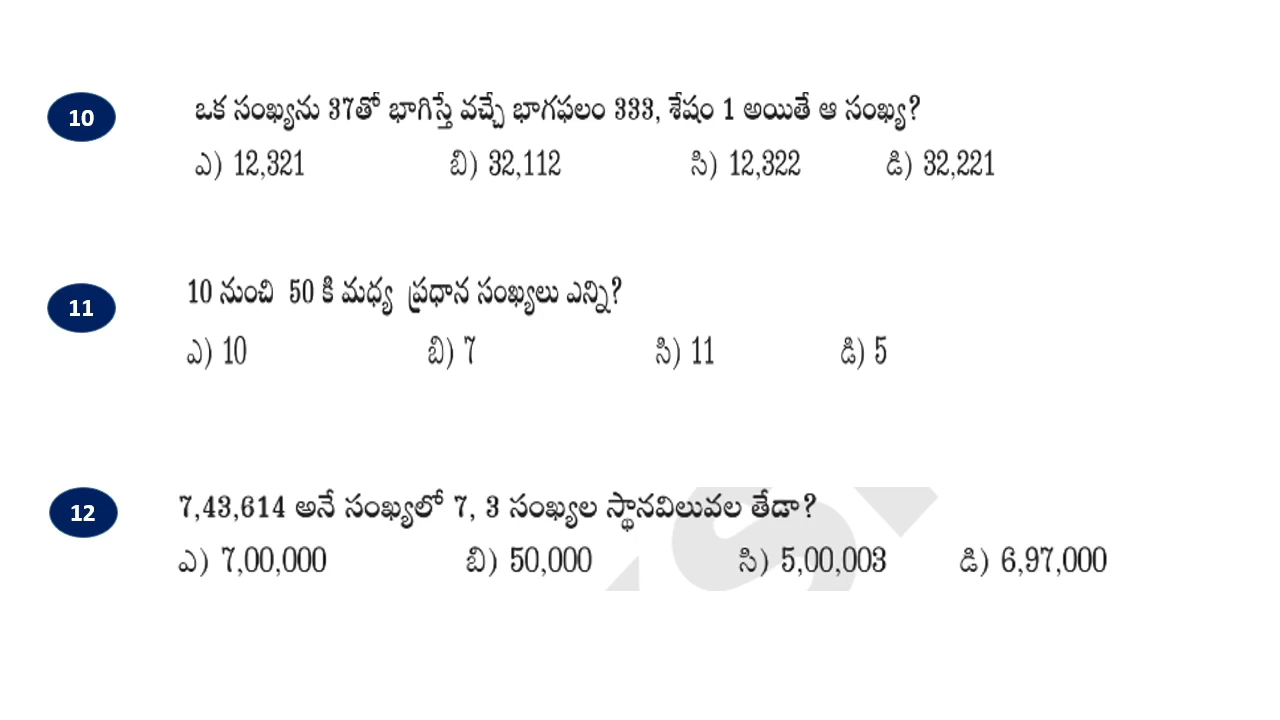 10 ఒక సంఖ్యను 37తో భాగిస్తే వచ్చే భాగఫలం 333, శేషం 1 అయితే ఆ సంఖ్య?
ఎ) 12,321 బి) 32,112 సి) 12,322 డి) 32,221
11 10 నుంచి 50 కి మధ్య ప్రధాన సంఖ్యలు ఎన్ని?
ఎ) 10 బి) 7 సి) 11 డి) 5
12 7,43,614 అనే సంఖ్యలో 7, 3 సంఖ్యల స్థానవిలువల తేడా?
ఎ) 7,00,000 బి) 50,000 సి) 5,00,003 డి) 6,97,000